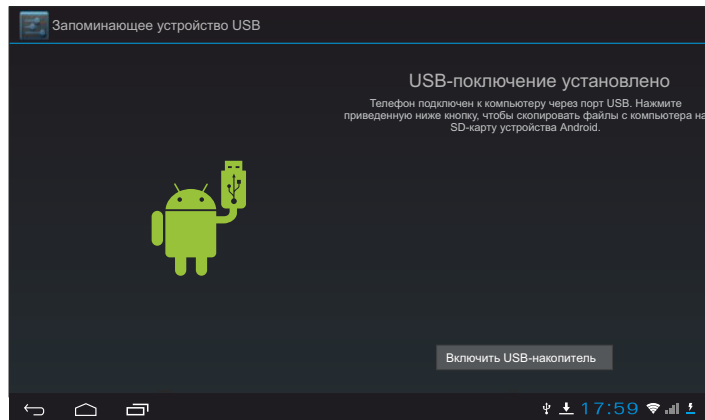 Запоминающее устройство USB
USB-поключение установлено
Телефон подключен к компьютеру через порт USB. Нажмите
приведенную ниже кнопку, чтобы скопировать файлы с компьютера на
SD-карту устройства Android.
Включить USB-накопитель
17:59